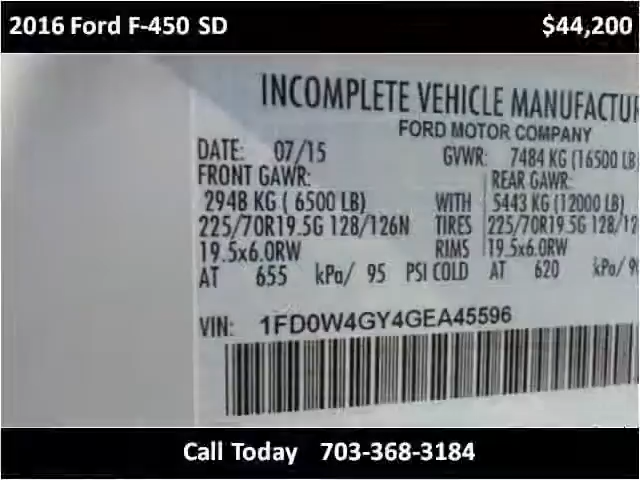 2016 Ford F-450 SD $44,200
INCOMPLETE VEHICLE MANUFACTUR
FORD MOTOR COMPANY
DATE: 07/15 GVWR: 7484 KG (16500 LB
FRONT GAWR: REAR GAWR:
2948 KG ( 6500 LB) WITH 5443 KG (12000 LB)
225/70R19.5G 128/126N TIRES 225/70R19.5G 128/12
19.5x6.0RW RIMS 19.5x6.0RW
AT 655 kPa/ 95 PSI COLD AT 620 kPa/ 9
VIN: 1FD0W4GY4GEA45596
Call Today 703-368-3184